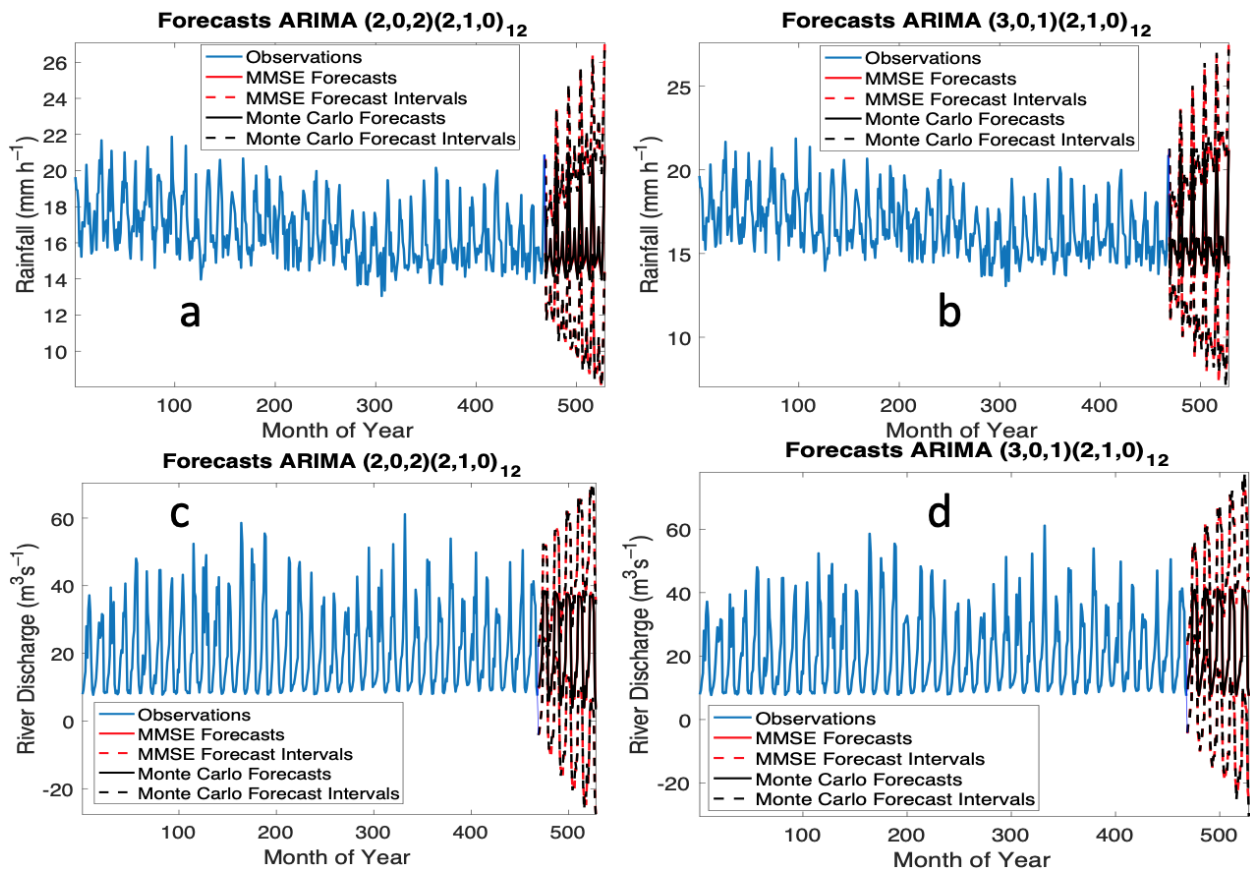 Forecasts ARIMA (2,0,2)(2,1,0)₁₂
Rainfall (mm h⁻¹)
26
24
22
20
18
16
14
12
10
Observations
MMSE Forecasts
MMSE Forecast Intervals
Monte Carlo Forecasts
Monte Carlo Forecast Intervals
a
100 200 300 400 500
Month of Year
Forecasts ARIMA (3,0,1)(2,1,0)₁₂
Rainfall (mm h⁻¹)
25
20
15
10
Observations
MMSE Forecasts
MMSE Forecast Intervals
Monte Carlo Forecasts
Monte Carlo Forecast Intervals
b
100 200 300 400 500
Month of Year
Forecasts ARIMA (2,0,2)(2,1,0)₁₂
River Discharge (m³s⁻¹)
60
40
20
0
-20
c
Observations
MMSE Forecasts
MMSE Forecast Intervals
Monte Carlo Forecasts
Monte Carlo Forecast Intervals
100 200 300 400 500
Month of Year
Forecasts ARIMA (3,0,1)(2,1,0)₁₂
River Discharge (m³s⁻¹)
60
40
20
0
-20
d
Observations
MMSE Forecasts
MMSE Forecast Intervals
Monte Carlo Forecasts
Monte Carlo Forecast Intervals
100 200 300 400 500
Month of Year